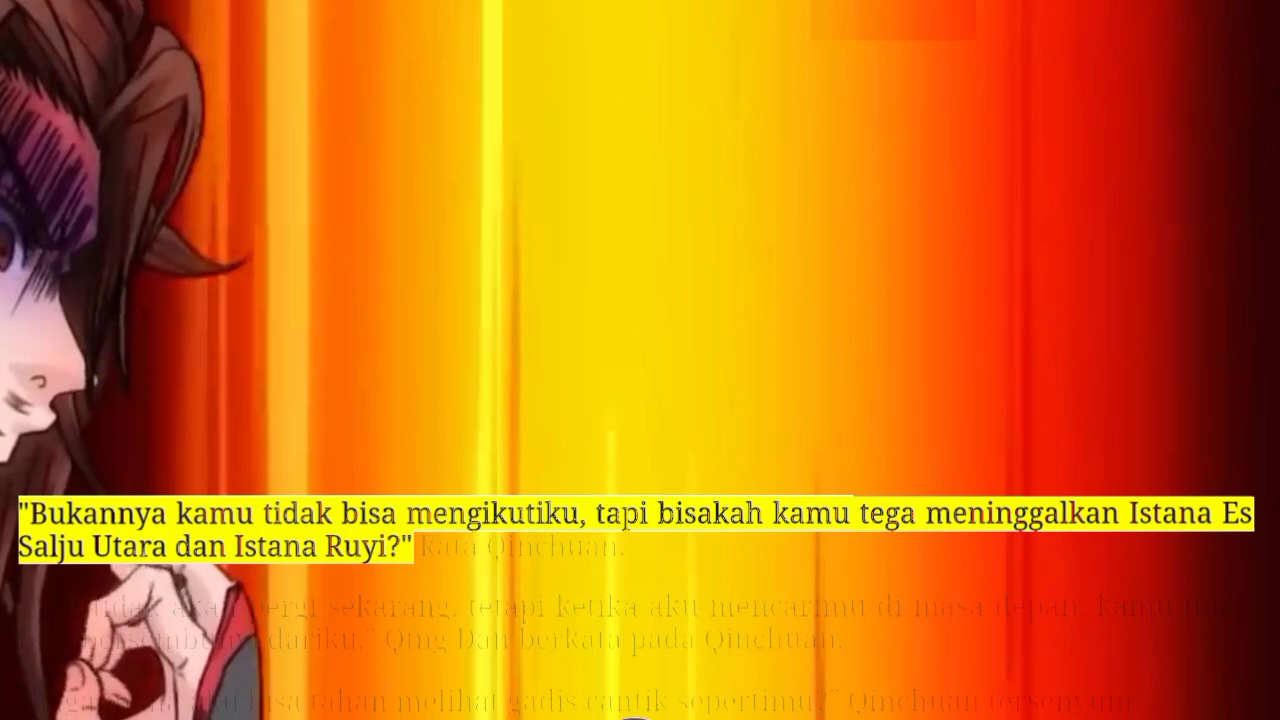 "Bukannya kamu tidak bisa mengikutiku, tapi bisakah kamu tega meninggalkan Istana Es
Salju Utara dan Istana Ruyi?" kata Qinchuan.
tidak akan pergi sekarang, tetapi ketika aku mencarimu di masa depan, kamu
dariku." Qing Dan berkata pada Qinchuan.
bisa tahan melihat gadis cantik sepertimu?" Qinchuan tersenyum.